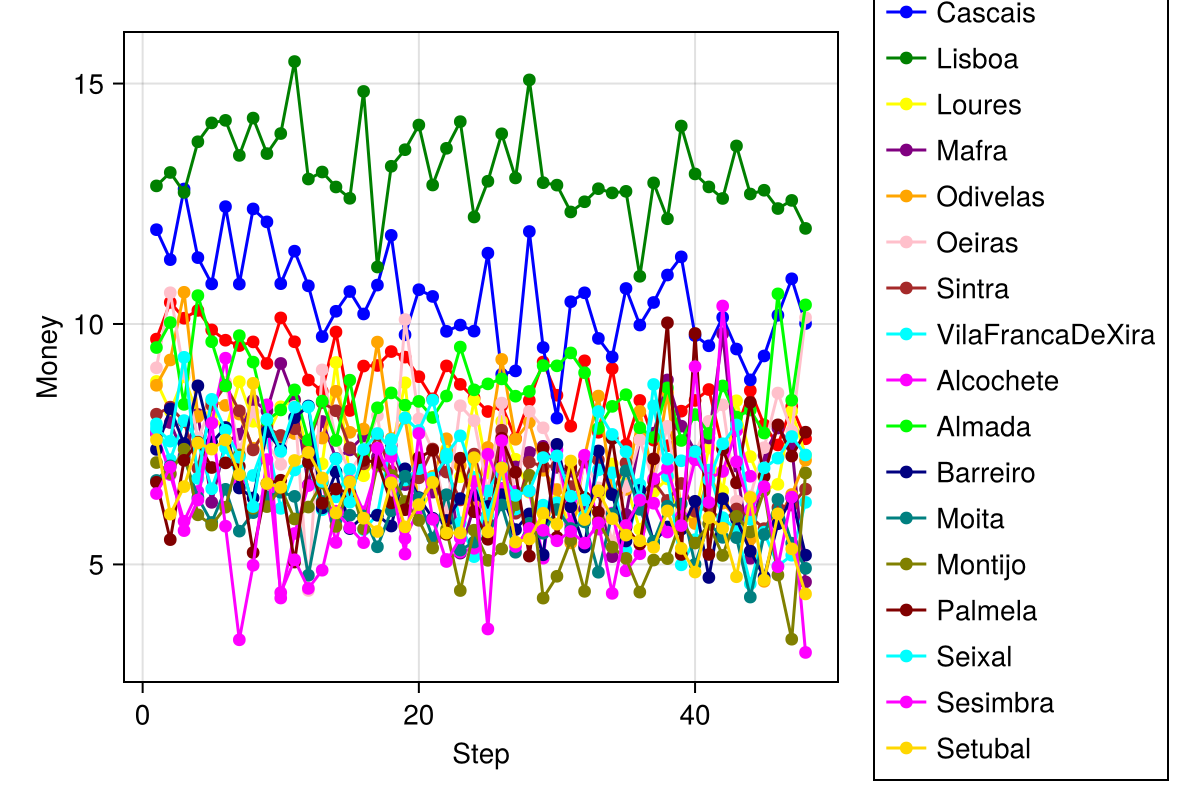 15
10
5
Money
0
20
40
Step
Cascais
Lisboa
Loures
Mafra
Odivelas
Oeiras
Sintra
VilaFrancaDeXira
Alcochete
Almada
Barreiro
Moita
Montijo
Palmela
Seixal
Sesimbra
Setubal